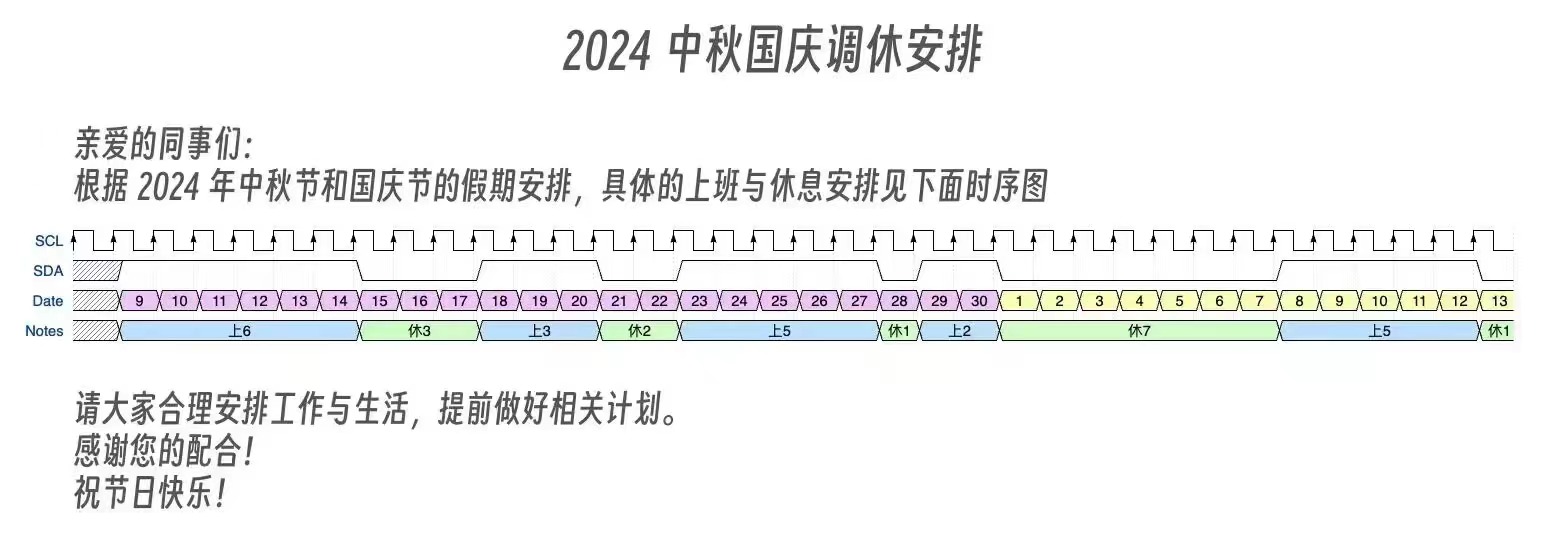 2024 中秋国庆调休安排
亲爱的同事们：
根据 2024 年中秋节和国庆节的假期安排，具体的上班与休息安排见下面时序图
SCL
SDA
Date 9 10 11 12 13 14 15 16 17 18 19 20 21 22 23 24 25 26 27 28 29 30 1 2 3 4 5 6 7 8 9 10 11 12 13
Notes 上6 休3 上3 休2 上5 休1 上2 休7 上5 休1
请大家合理安排工作与生活，提前做好相关计划。
感谢您的配合！
祝节日快乐！